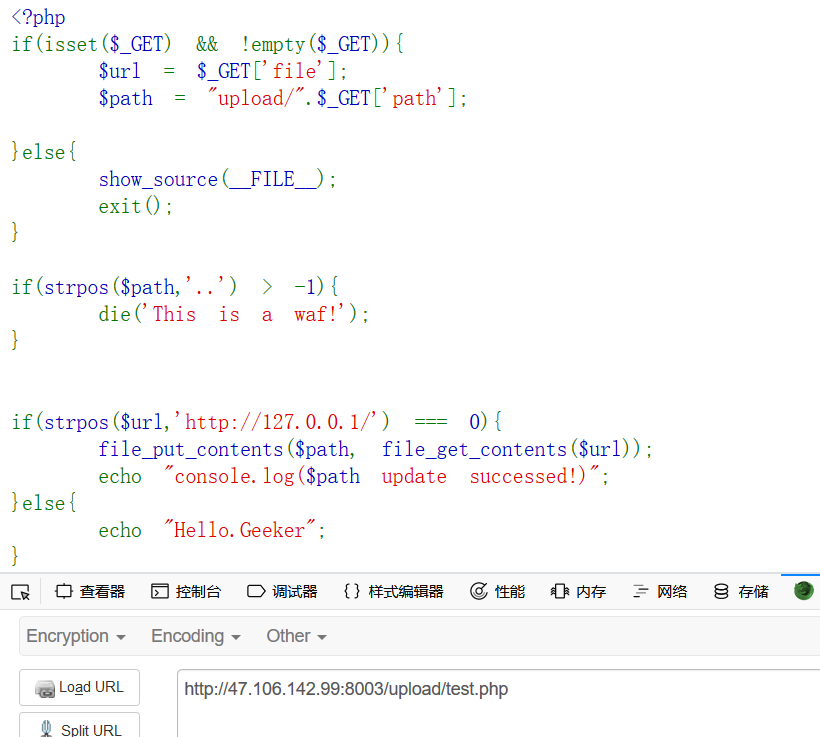 <?php
if(isset($_GET) && !empty($_GET)){
$url = $_GET['file'];
$path = "upload/".$_GET['path'];
}else{
show_source(__FILE__);
exit();
}
if(strpos($path,'..') > -1){
die('This is a waf!');
}
if(strpos($url,'http://127.0.0.1/') === 0){
file_put_contents($path, file_get_contents($url));
echo "console.log($path update successed!)";
}else{
echo "Hello.Geeker";
}
查看器 控制台 调试器 {} 样式编辑器 性能 内存 网络 存储
Encryption Encoding Other
Load URL http://47.106.142.99:8003/upload/test.php
Split URL